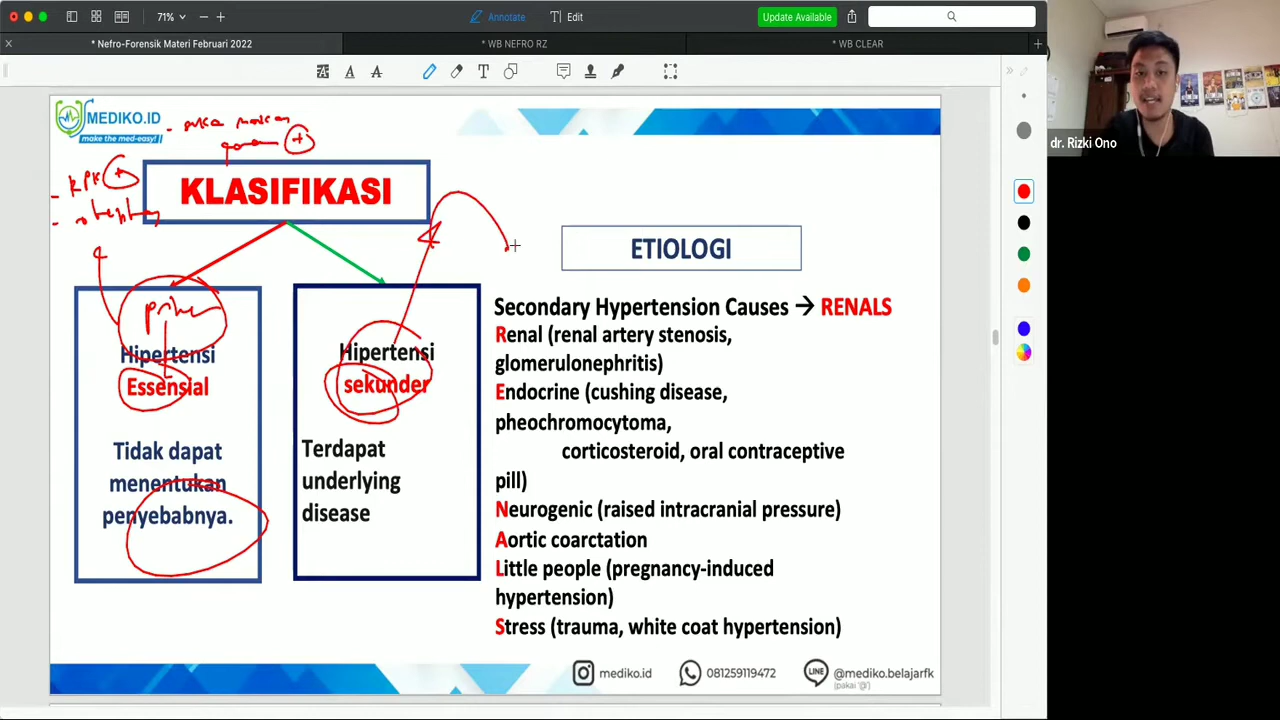 71%
Annotate
Edit
Update Available
* Nefro-Forensik Materi Februari 2022
* WB NEFRO RZ
* WB CLEAR
MEDIKO.ID
make the med-easy!
KLASIFIKASI
Hipertensi
Essensial
Tidak dapat
menentukan
penyebabnya.
Hipertensi
sekunder
Terdapat
underlying
disease
ETIOLOGI
Secondary Hypertension Causes → RENALS
Renal (renal artery stenosis,
glomerulonephritis)
Endocrine (cushing disease,
pheochromocytoma,
corticosteroid, oral contraceptive
pill)
Neurogenic (raised intracranial pressure)
Aortic coarctation
Little people (pregnancy-induced
hypertension)
Stress (trauma, white coat hypertension)
mediko.id
081259119472
@mediko.belajarfk
(pakai '@')
dr. Rizki Ono